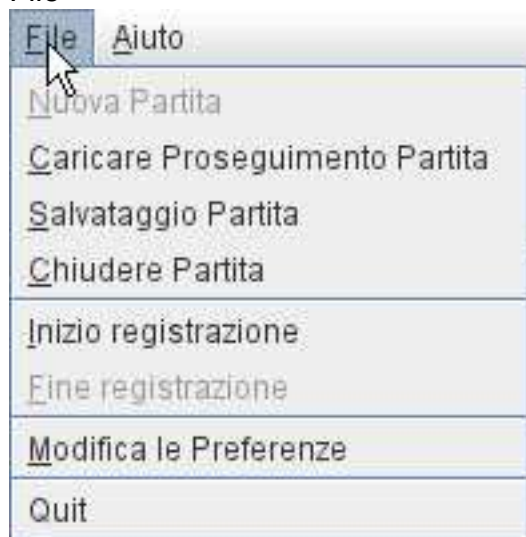 File
File Aiuto
Nuova Partita
Caricare Proseguimento Partita
Salvataggio Partita
Chiudere Partita
Inizio registrazione
Fine registrazione
Modifica le Preferenze
Quit